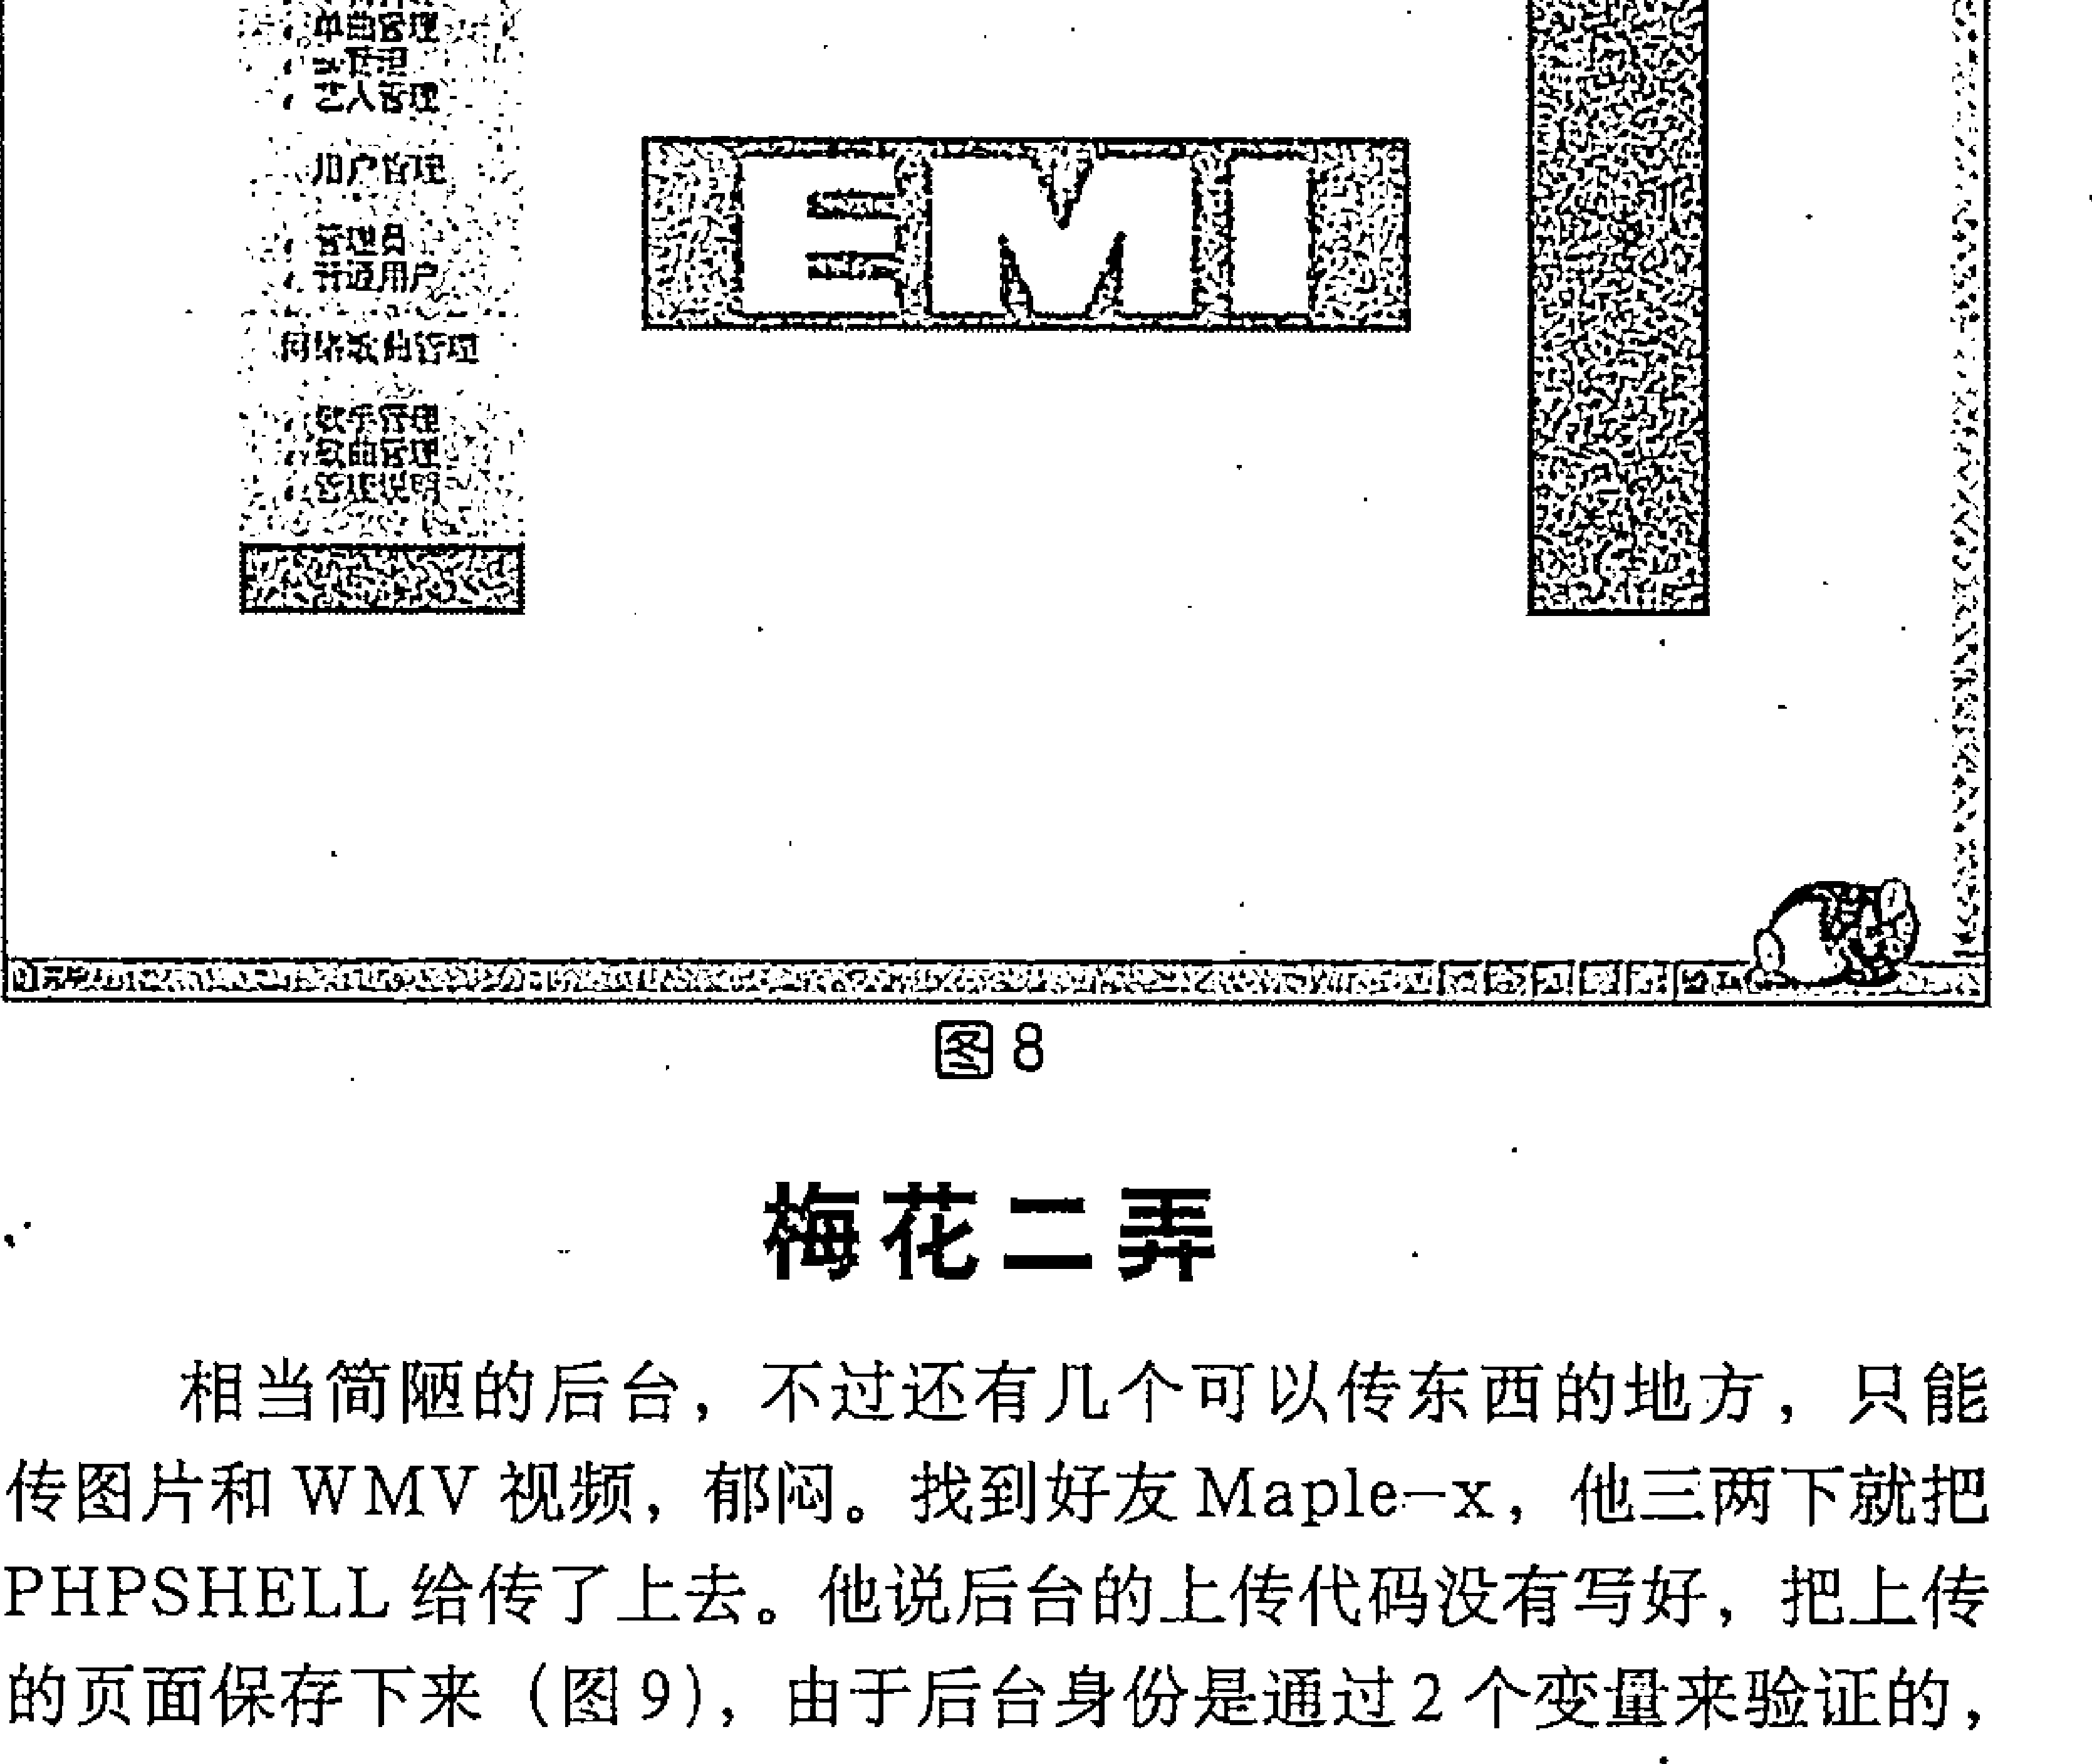 单曲管理
艺人管理
用户管理
管理员
普通用户
网络歌曲管理
歌手管理
歌曲管理
管理说明
EMI
图8
梅花二弄
相当简陋的后台，不过还有几个可以传东西的地方，只能
传图片和WMV视频，郁闷。找到好友Maple-x，他三两下就把
PHPSHELL给传了上去。他说后台的上传代码没有写好，把上传
的页面保存下来（图9），由于后台身份是通过2个变量来验证的，